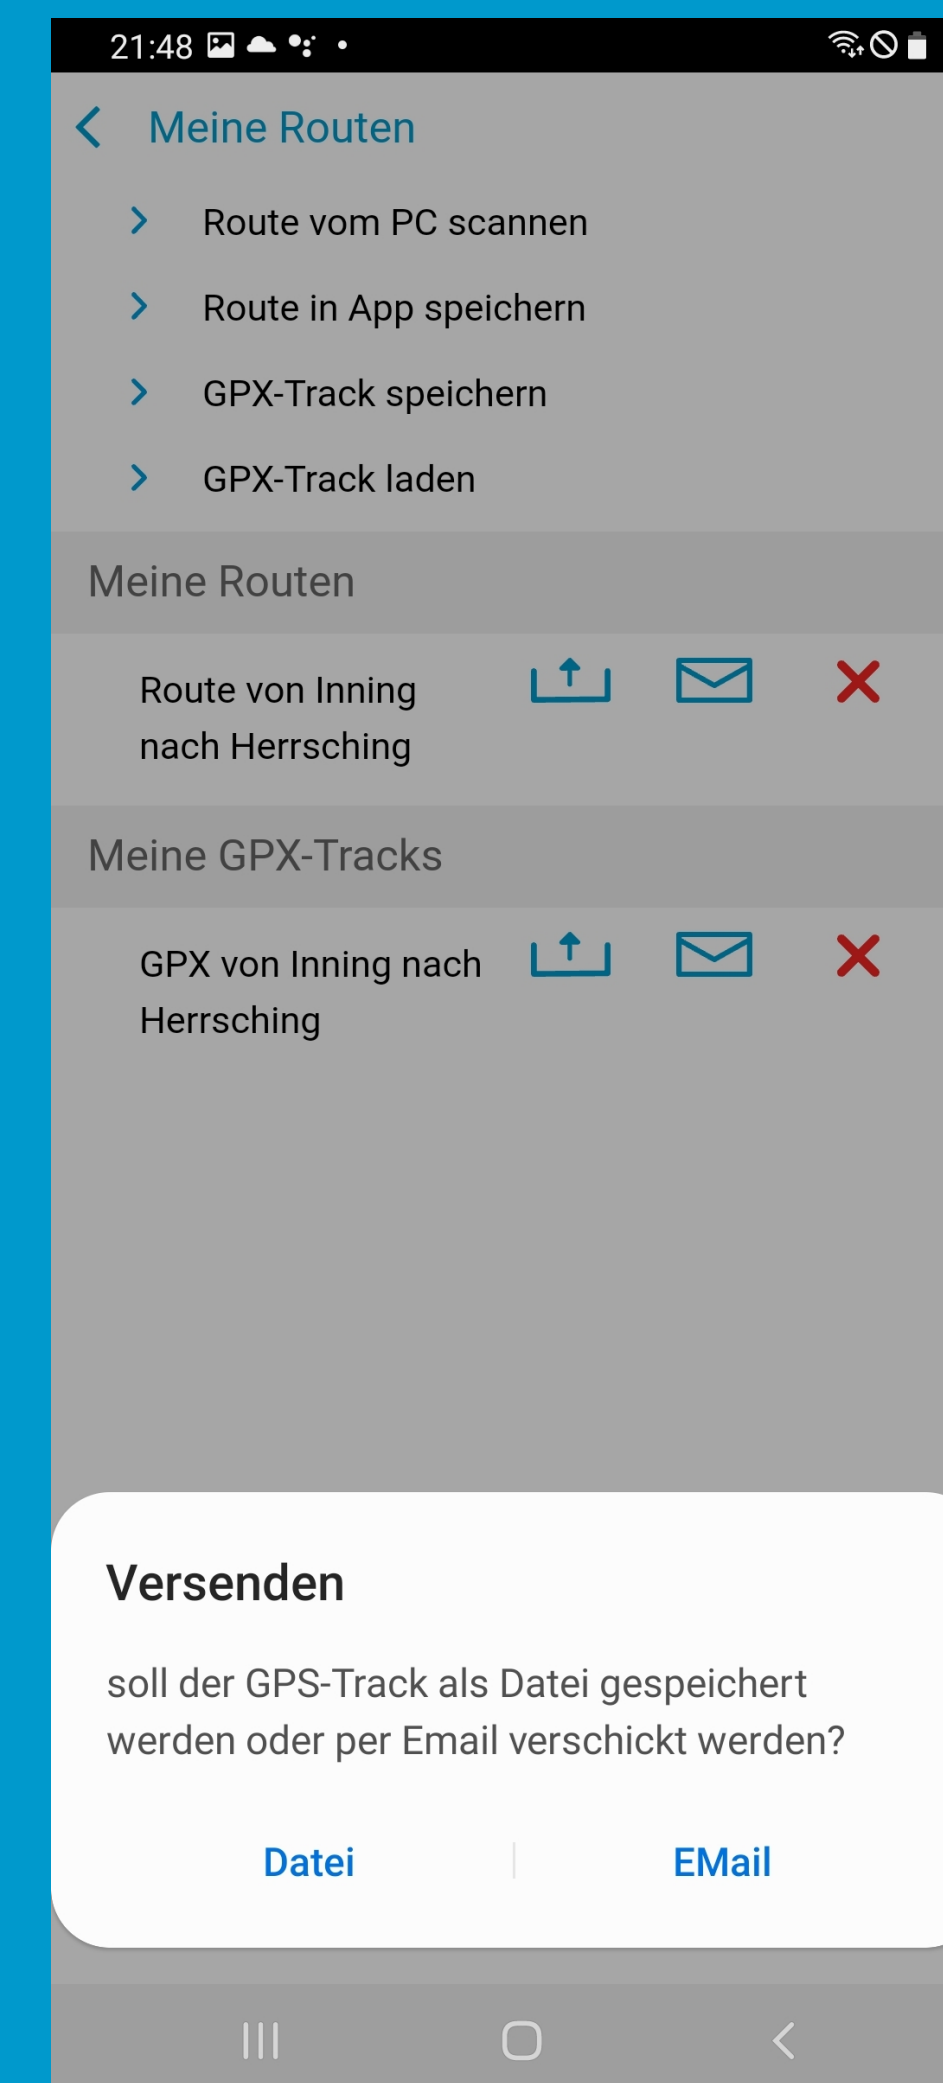 21:48
Meine Routen
Route vom PC scannen
Route in App speichern
GPX-Track speichern
GPX-Track laden
Meine Routen
Route von Inning
nach Herrsching
Meine GPX-Tracks
GPX von Inning nach
Herrsching
Versenden
soll der GPS-Track als Datei gespeichert
werden oder per Email verschickt werden?
Datei
EMail